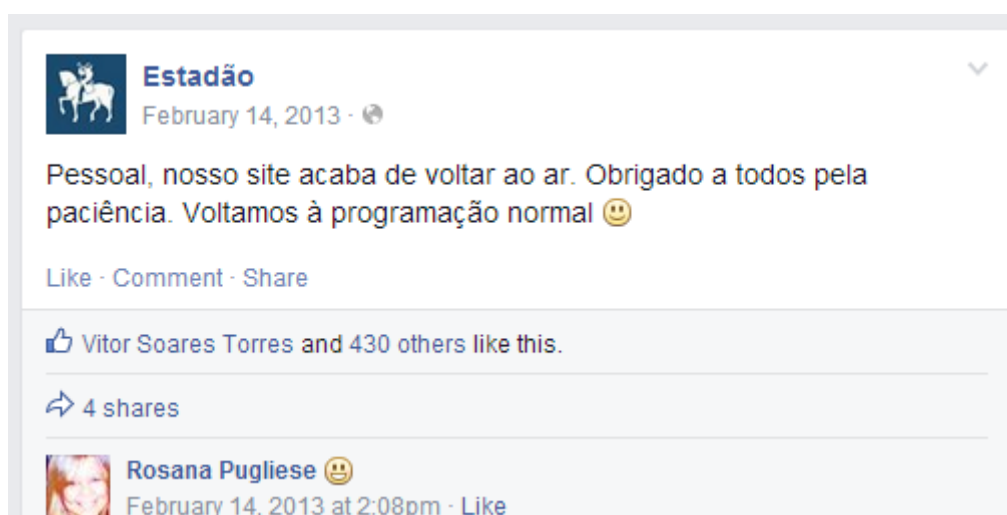 Estadão
February 14, 2013 ·
Pessoal, nosso site acaba de voltar ao ar. Obrigado a todos pela
paciência. Voltamos à programação normal
Like · Comment · Share
Vitor Soares Torres and 430 others like this.
4 shares
Rosana Pugliese
February 14, 2013 at 2:08pm · Like